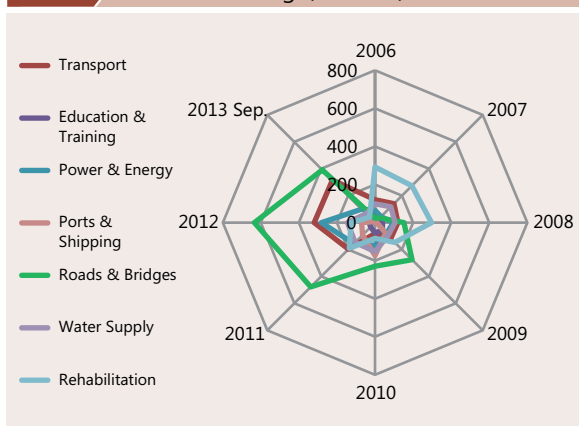 2006
800
Transport
600
2013 Sep.
2007
Education &
Training
400
Power & Energy
200
Ports &
Shipping
2012
0
2008
Roads & Bridges
Water Supply
2011
2009
Rehabilitation
2010